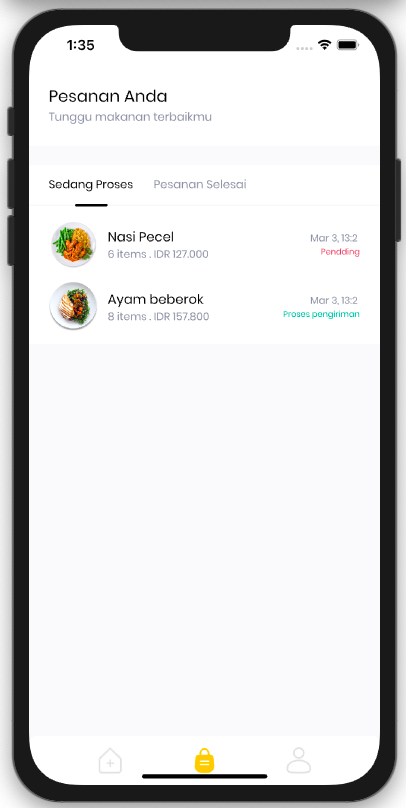 1:35
Pesanan Anda
Tunggu makanan terbaikmu
Sedang Proses Pesanan Selesai
Nasi Pecel Mar 3, 13:2
6 items . IDR 127.000 Pendding
Ayam beberok Mar 3, 13:2
8 items . IDR 157.800 Proses pengiriman